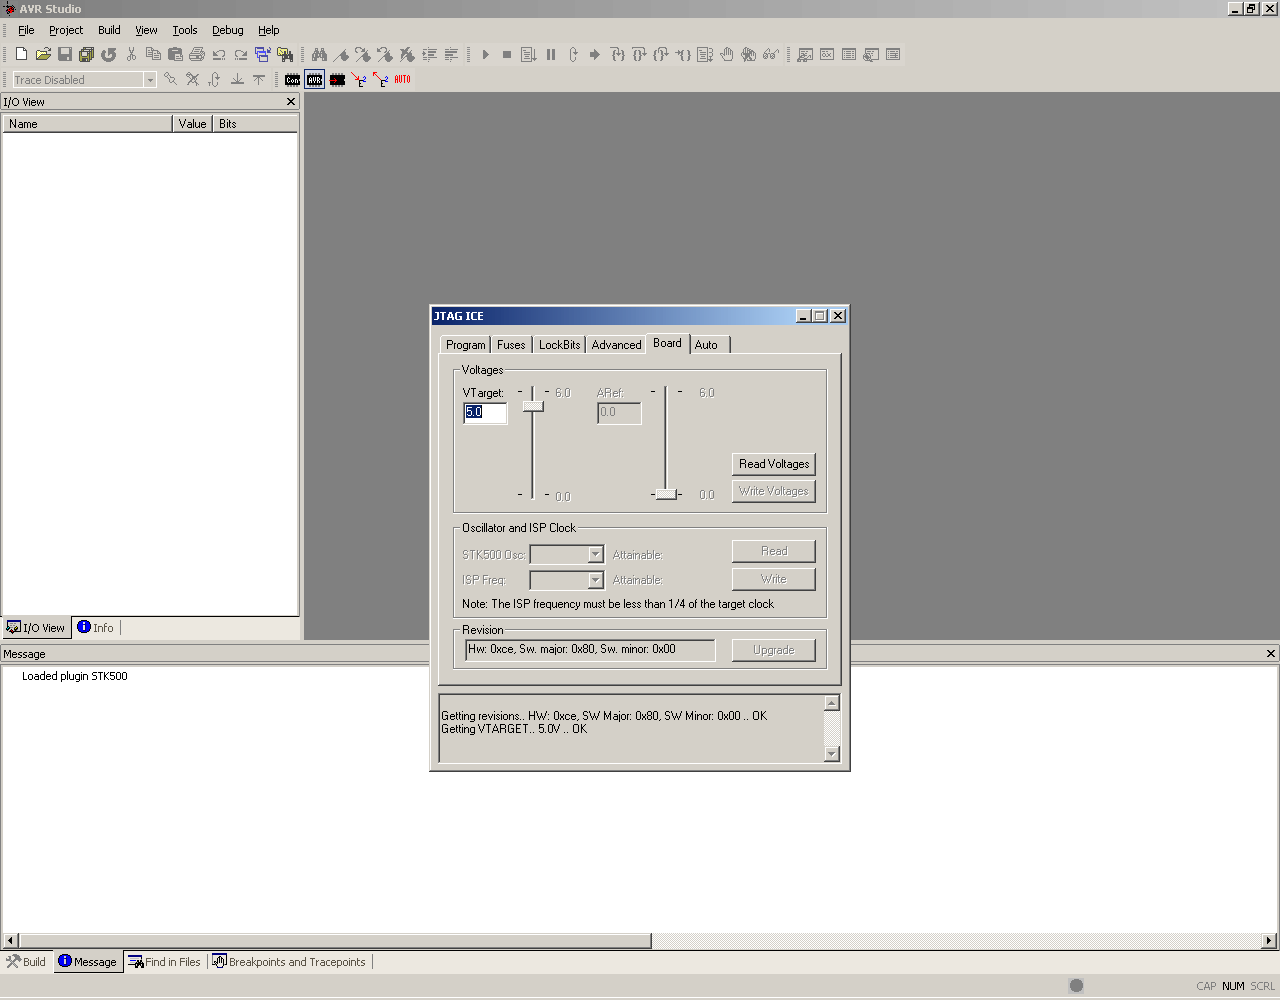 AVR Studio
File Project Build View Tools Debug Help
Trace Disabled
Con AVR AUTO
I/O View
Name Value Bits
I/O View Info
JTAG ICE
Program Fuses LockBits Advanced Board Auto
Voltages
VTarget: 6.0 ARef: 6.0
5.0 0.0
Read Voltages
0.0 0.0 Write Voltages
Oscillator and ISP Clock
STK500 Osc: Attainable: Read
ISP Freq: Attainable: Write
Note: The ISP frequency must be less than 1/4 of the target clock
Revision
Hw: 0xce, Sw. major: 0x80, Sw. minor: 0x00 Upgrade
Getting revisions.. HW: 0xce, SW Major: 0x80, SW Minor: 0x00 .. OK
Getting VTARGET.. 5.0V .. OK
Message
Loaded plugin STK500
Build Message Find in Files Breakpoints and Tracepoints
CAP NUM SCRL